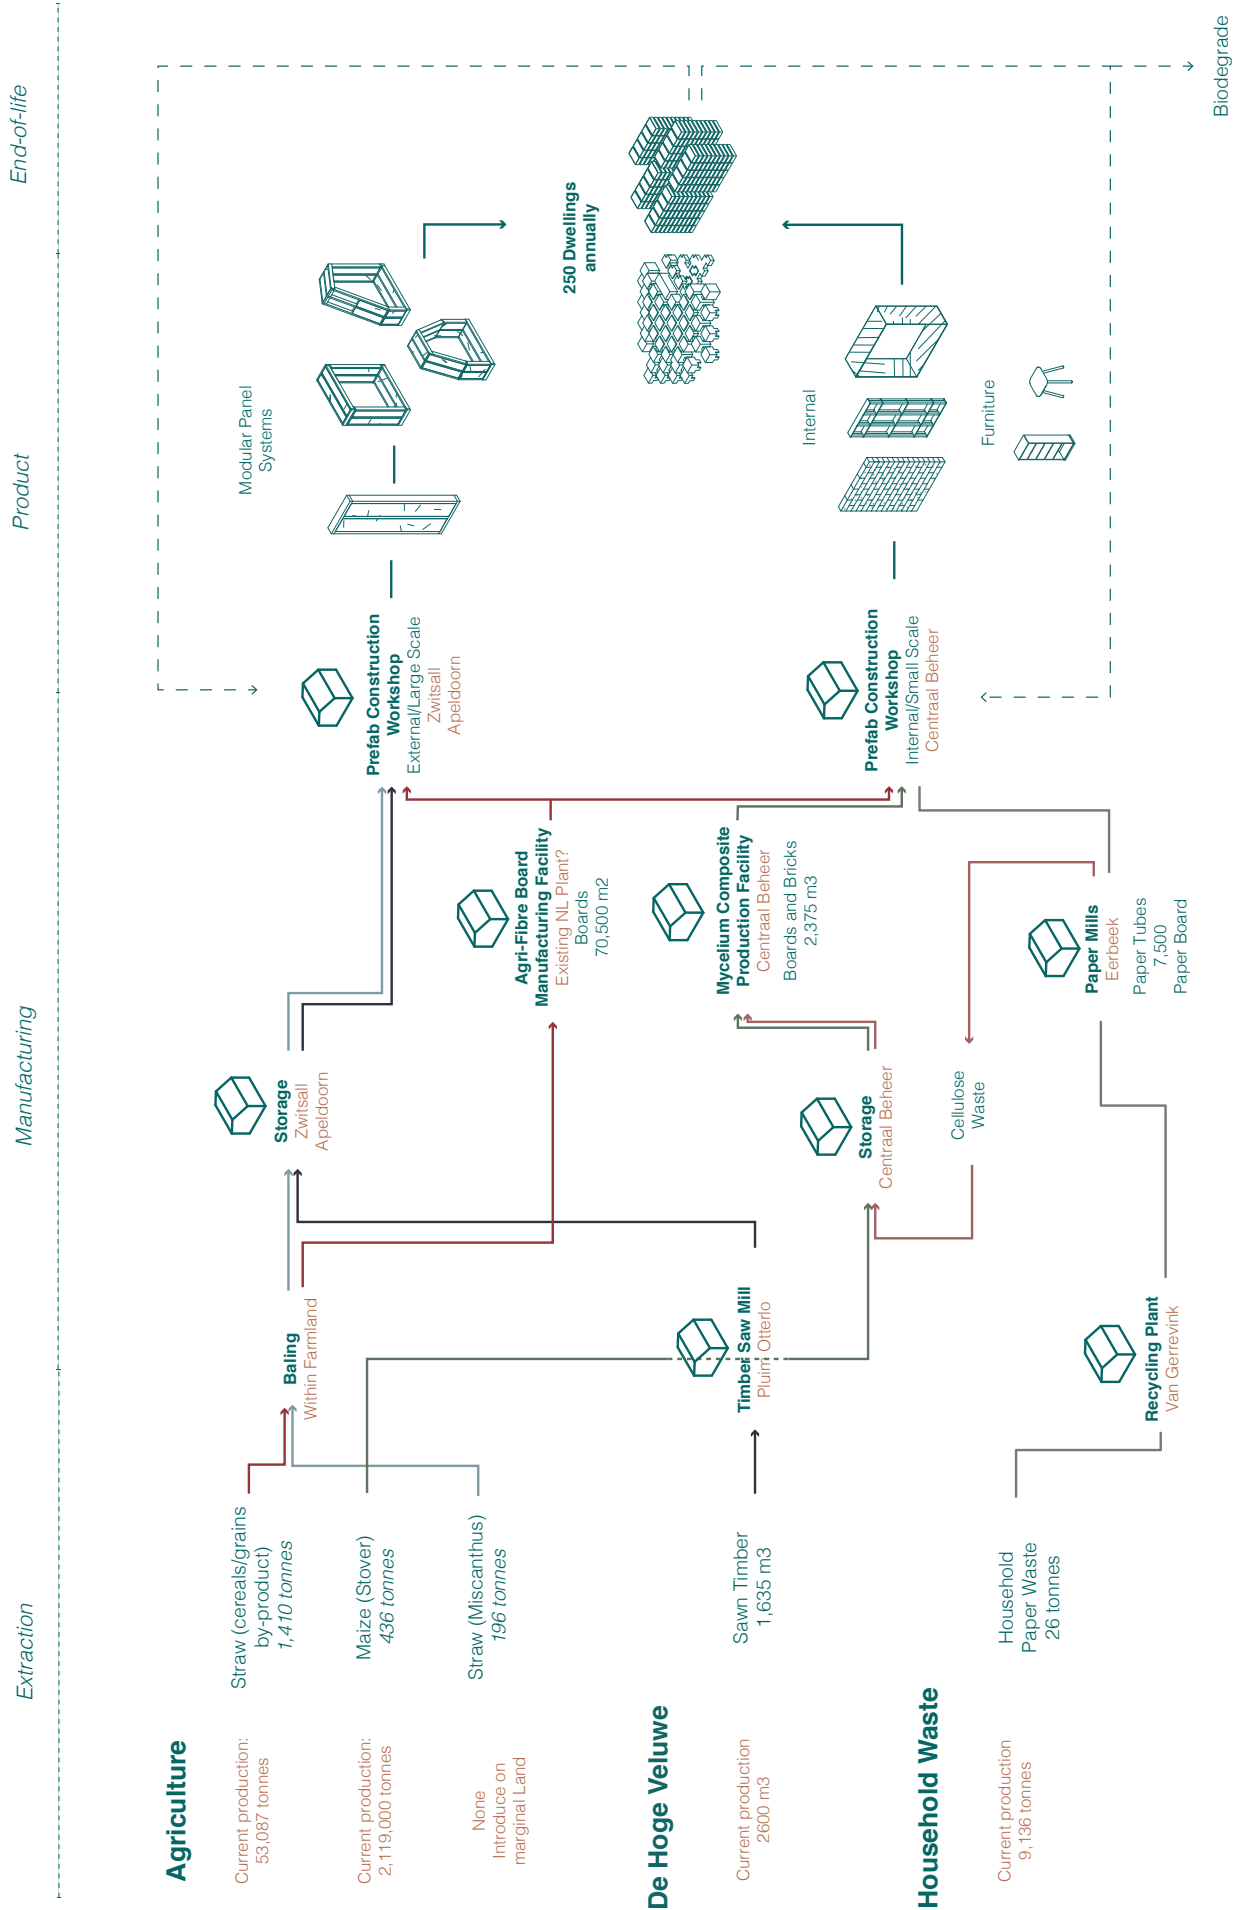 Extraction
Manufacturing
Product
End-of-life
Agriculture
Current production:
53,087 tonnes
Straw (cereals/grains
by-product)
1,410 tonnes
Current production:
2,119,000 tonnes
Maize (Stover)
436 tonnes
None
Introduce on
marginal Land
Straw (Miscanthus)
196 tonnes
Baling
Within Farmland
Storage
Zwitsall
Apeldoorn
Prefab Construction
Workshop
External/Large Scale
Zwitsall
Apeldoorn
Modular Panel
Systems
Agri-Fibre Board
Manufacturing Facility
Existing NL Plant?
Boards
70,500 m2
250 Dwellings
annually
De Hoge Veluwe
Current production
2600 m3
Sawn Timber
1,635 m3
Timber Saw Mill
Pluim Otterlo
Mycelium Composite
Production Facility
Centraal Beheer
Boards and Bricks
2,375 m3
Storage
Centraal Beheer
Prefab Construction
Workshop
Internal/Small Scale
Centraal Beheer
Internal
Furniture
Household Waste
Current production
9,136 tonnes
Household
Paper Waste
26 tonnes
Recycling Plant
Van Gerrevink
Cellulose
Waste
Paper Mills
Eerbeek
Paper Tubes
7,500
Paper Board
Biodegrade